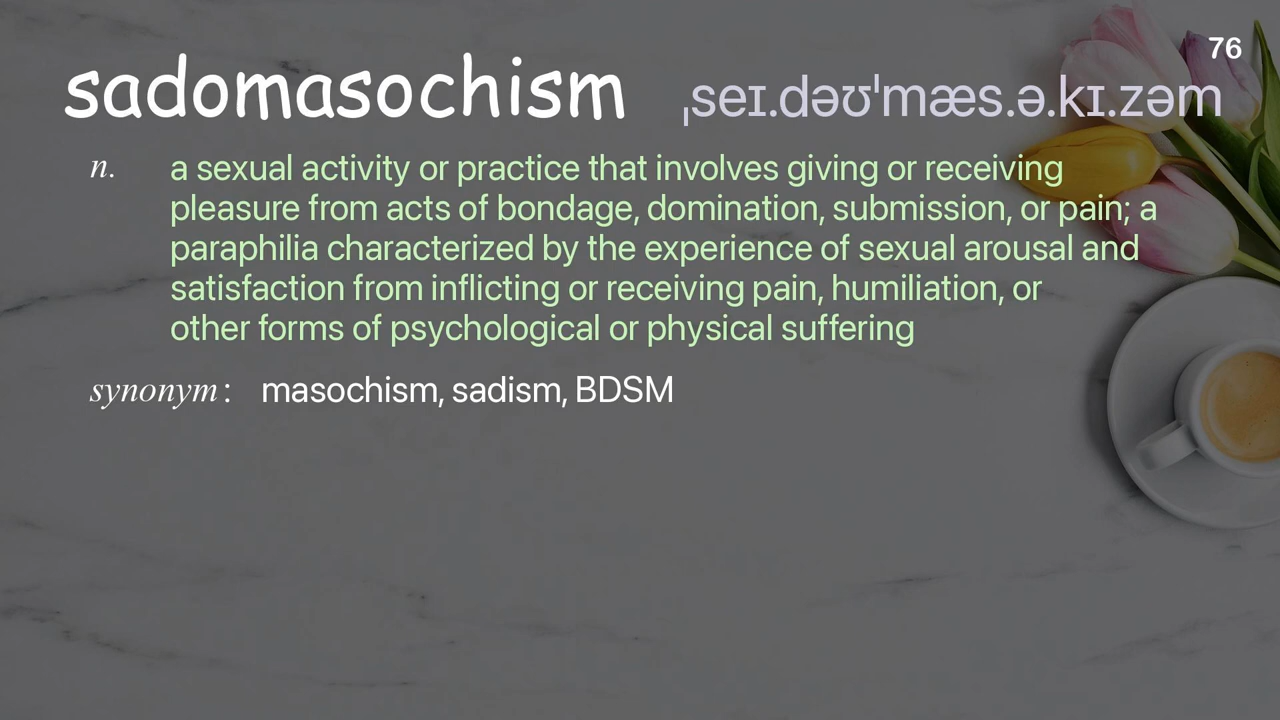 76
sadomasochism ˌseɪ.dəʊˈmæs.ə.kɪ.zəm
n. a sexual activity or practice that involves giving or receiving
pleasure from acts of bondage, domination, submission, or pain; a
paraphilia characterized by the experience of sexual arousal and
satisfaction from inflicting or receiving pain, humiliation, or
other forms of psychological or physical suffering
synonym: masochism, sadism, BDSM